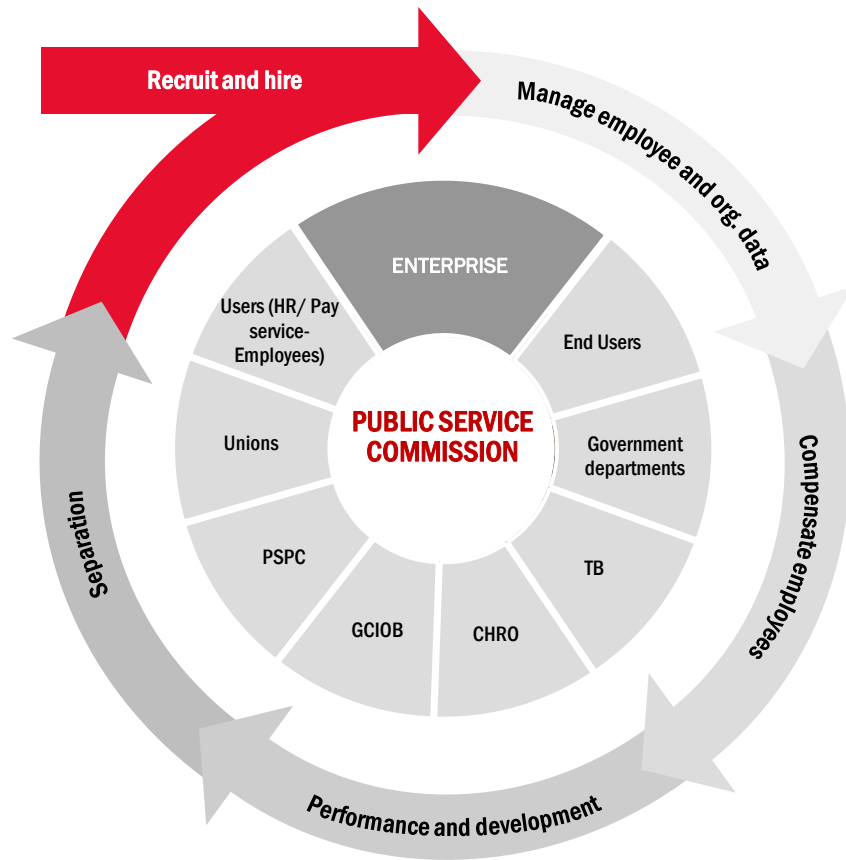 Recruit and hire
Manage employee and org. data
ENTERPRISE
Users (HR/ Pay
service-
Employees)
End Users
PUBLIC SERVICE
COMMISSION
Unions
Government
departments
Compensate employees
Separation
PSPC
TB
GCIOB
CHRO
Performance and development